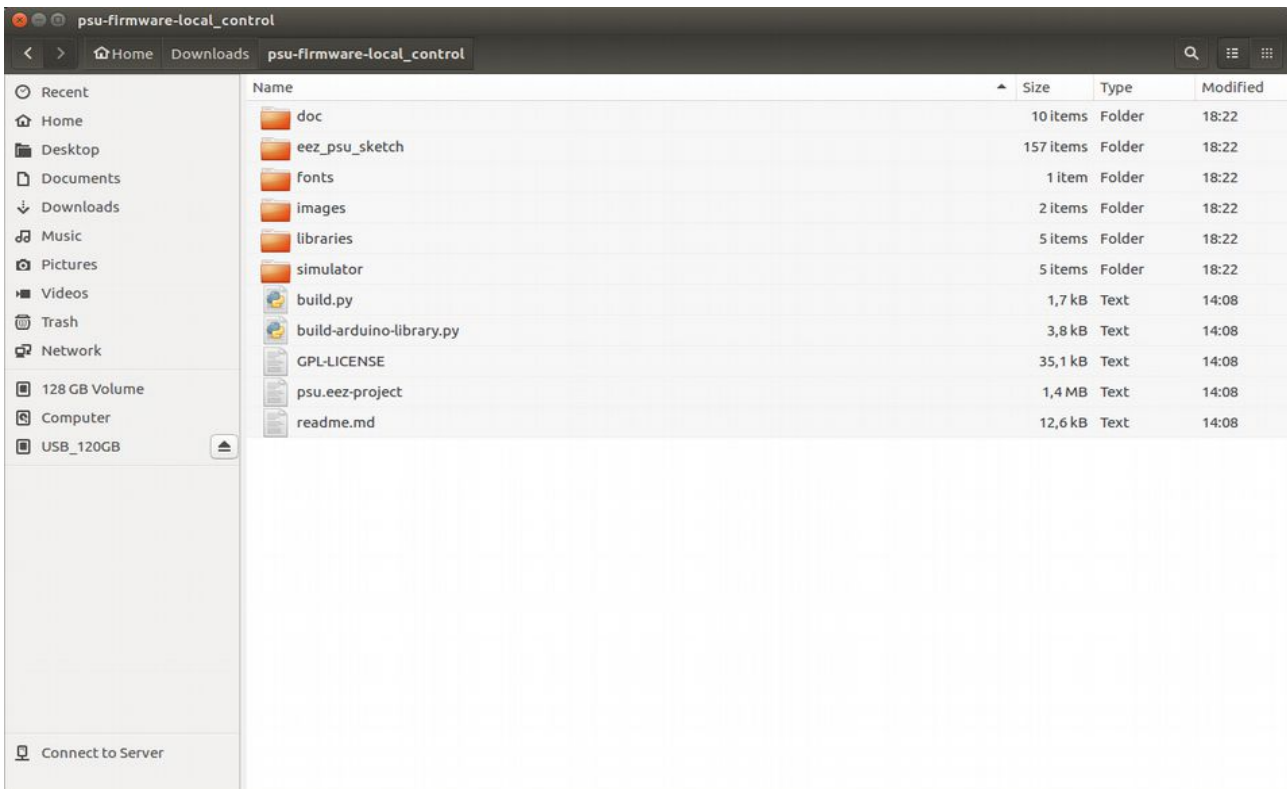 psu-firmware-local_control
Home Downloads psu-firmware-local_control
Recent
Home
Desktop
Documents
Downloads
Music
Pictures
Videos
Trash
Network
128 GB Volume
Computer
USB_120GB
Connect to Server
Name Size Type Modified
doc 10 items Folder 18:22
eez_psu_sketch 157 items Folder 18:22
fonts 1 item Folder 18:22
images 2 items Folder 18:22
libraries 5 items Folder 18:22
simulator 5 items Folder 18:22
build.py 1,7 kB Text 14:08
build-arduino-library.py 3,8 kB Text 14:08
GPL-LICENSE 35,1 kB Text 14:08
psu.eez-project 1,4 MB Text 14:08
readme.md 12,6 kB Text 14:08